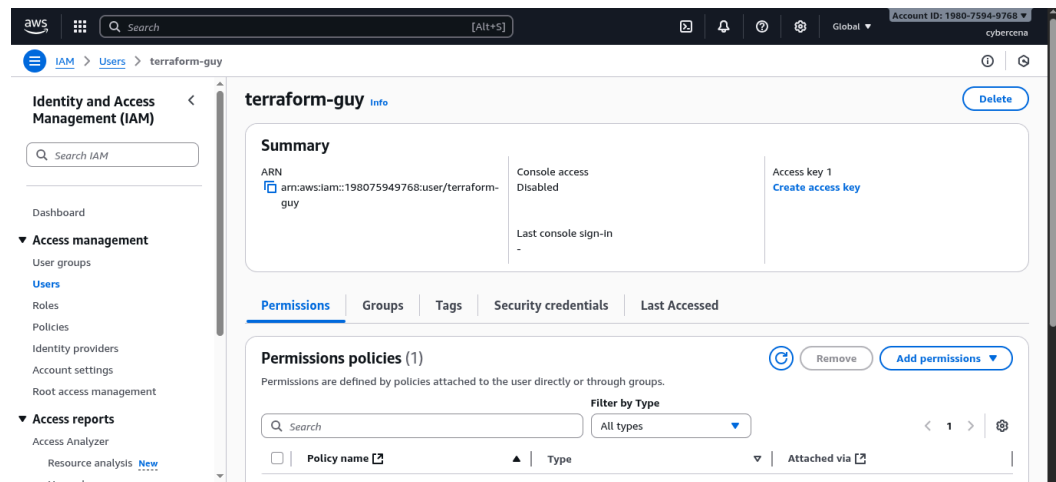 aws
Search [Alt+S]
Global ▼
Account ID: 1980-7594-9768 ▼
cybercena
IAM > Users > terraform-guy
Identity and Access Management (IAM)
Search IAM
Dashboard
▼ Access management
User groups
Users
Roles
Policies
Identity providers
Account settings
Root access management
▼ Access reports
Access Analyzer
Resource analysis New
terraform-guy Info
Delete
Summary
ARN
arn:aws:iam::198075949768:user/terraform-
guy
Console access
Disabled
Last console sign-in
-
Access key 1
Create access key
Permissions
Groups
Tags
Security credentials
Last Accessed
Permissions policies (1)
Remove
Add permissions ▼
Permissions are defined by policies attached to the user directly or through groups.
Filter by Type
Search
All types
1
Policy name
Type
Attached via